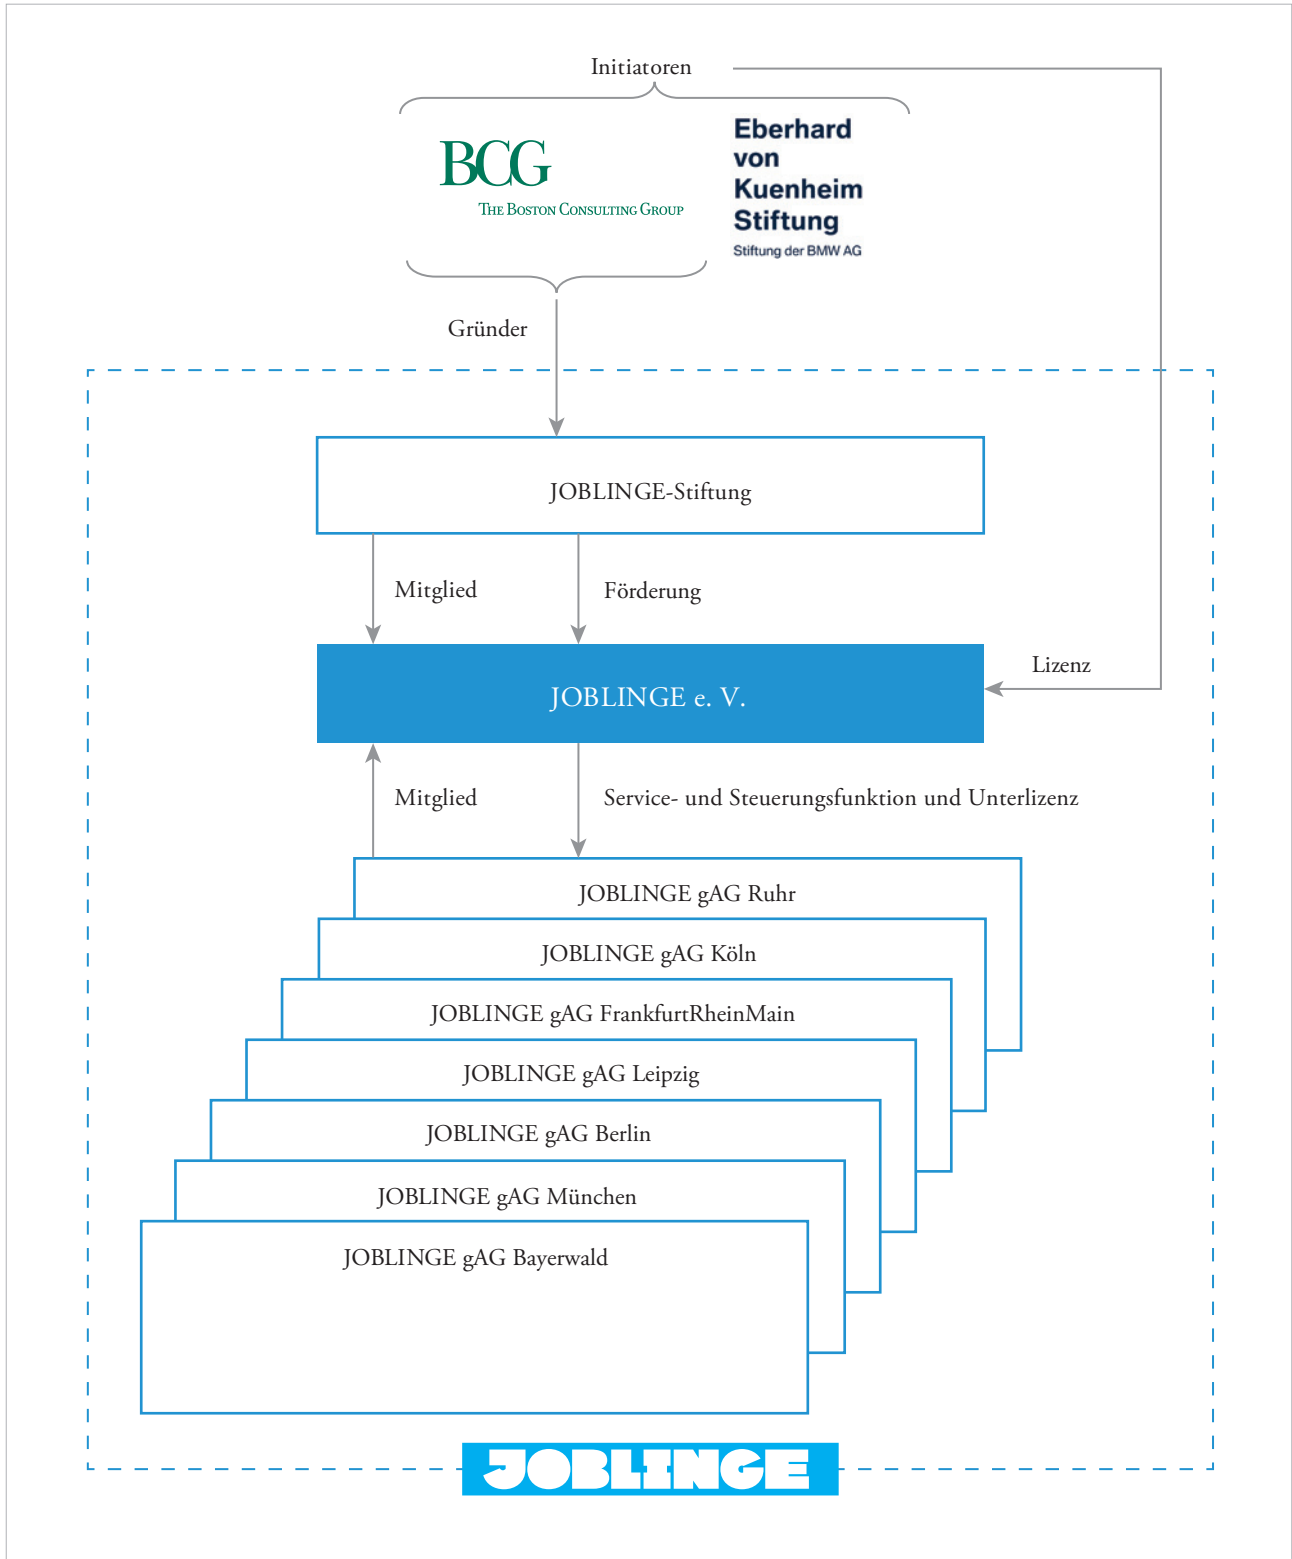 Initiatoren
BCG
THE BOSTON CONSULTING GROUP
Eberhard
von
Kuenheim
Stiftung
Stiftung der BMW AG
Gründer
JOBLINGE-Stiftung
Mitglied
Förderung
Lizenz
JOBLINGE e. V.
Mitglied
Service- und Steuerungsfunktion und Unterlizenz
JOBLINGE gAG Ruhr
JOBLINGE gAG Köln
JOBLINGE gAG FrankfurtRheinMain
JOBLINGE gAG Leipzig
JOBLINGE gAG Berlin
JOBLINGE gAG München
JOBLINGE gAG Bayerwald
JOBLINGE